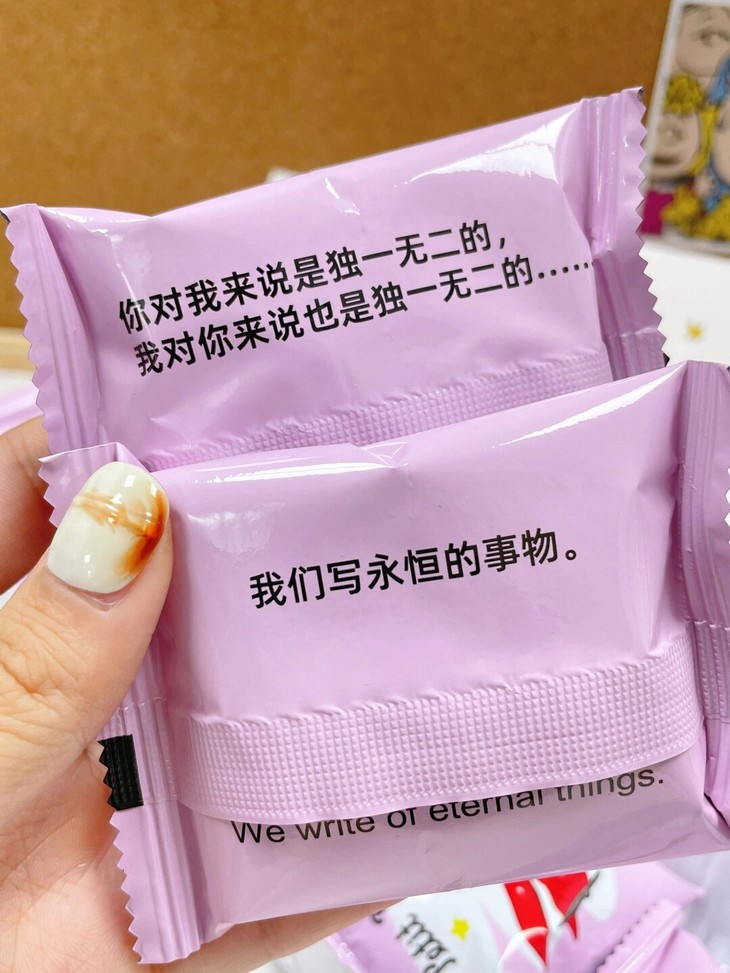 你对我来说是独一无二的，
我对你来说也是独一无二的……
我们写永恒的事物。
We write of eternal things.
Petit